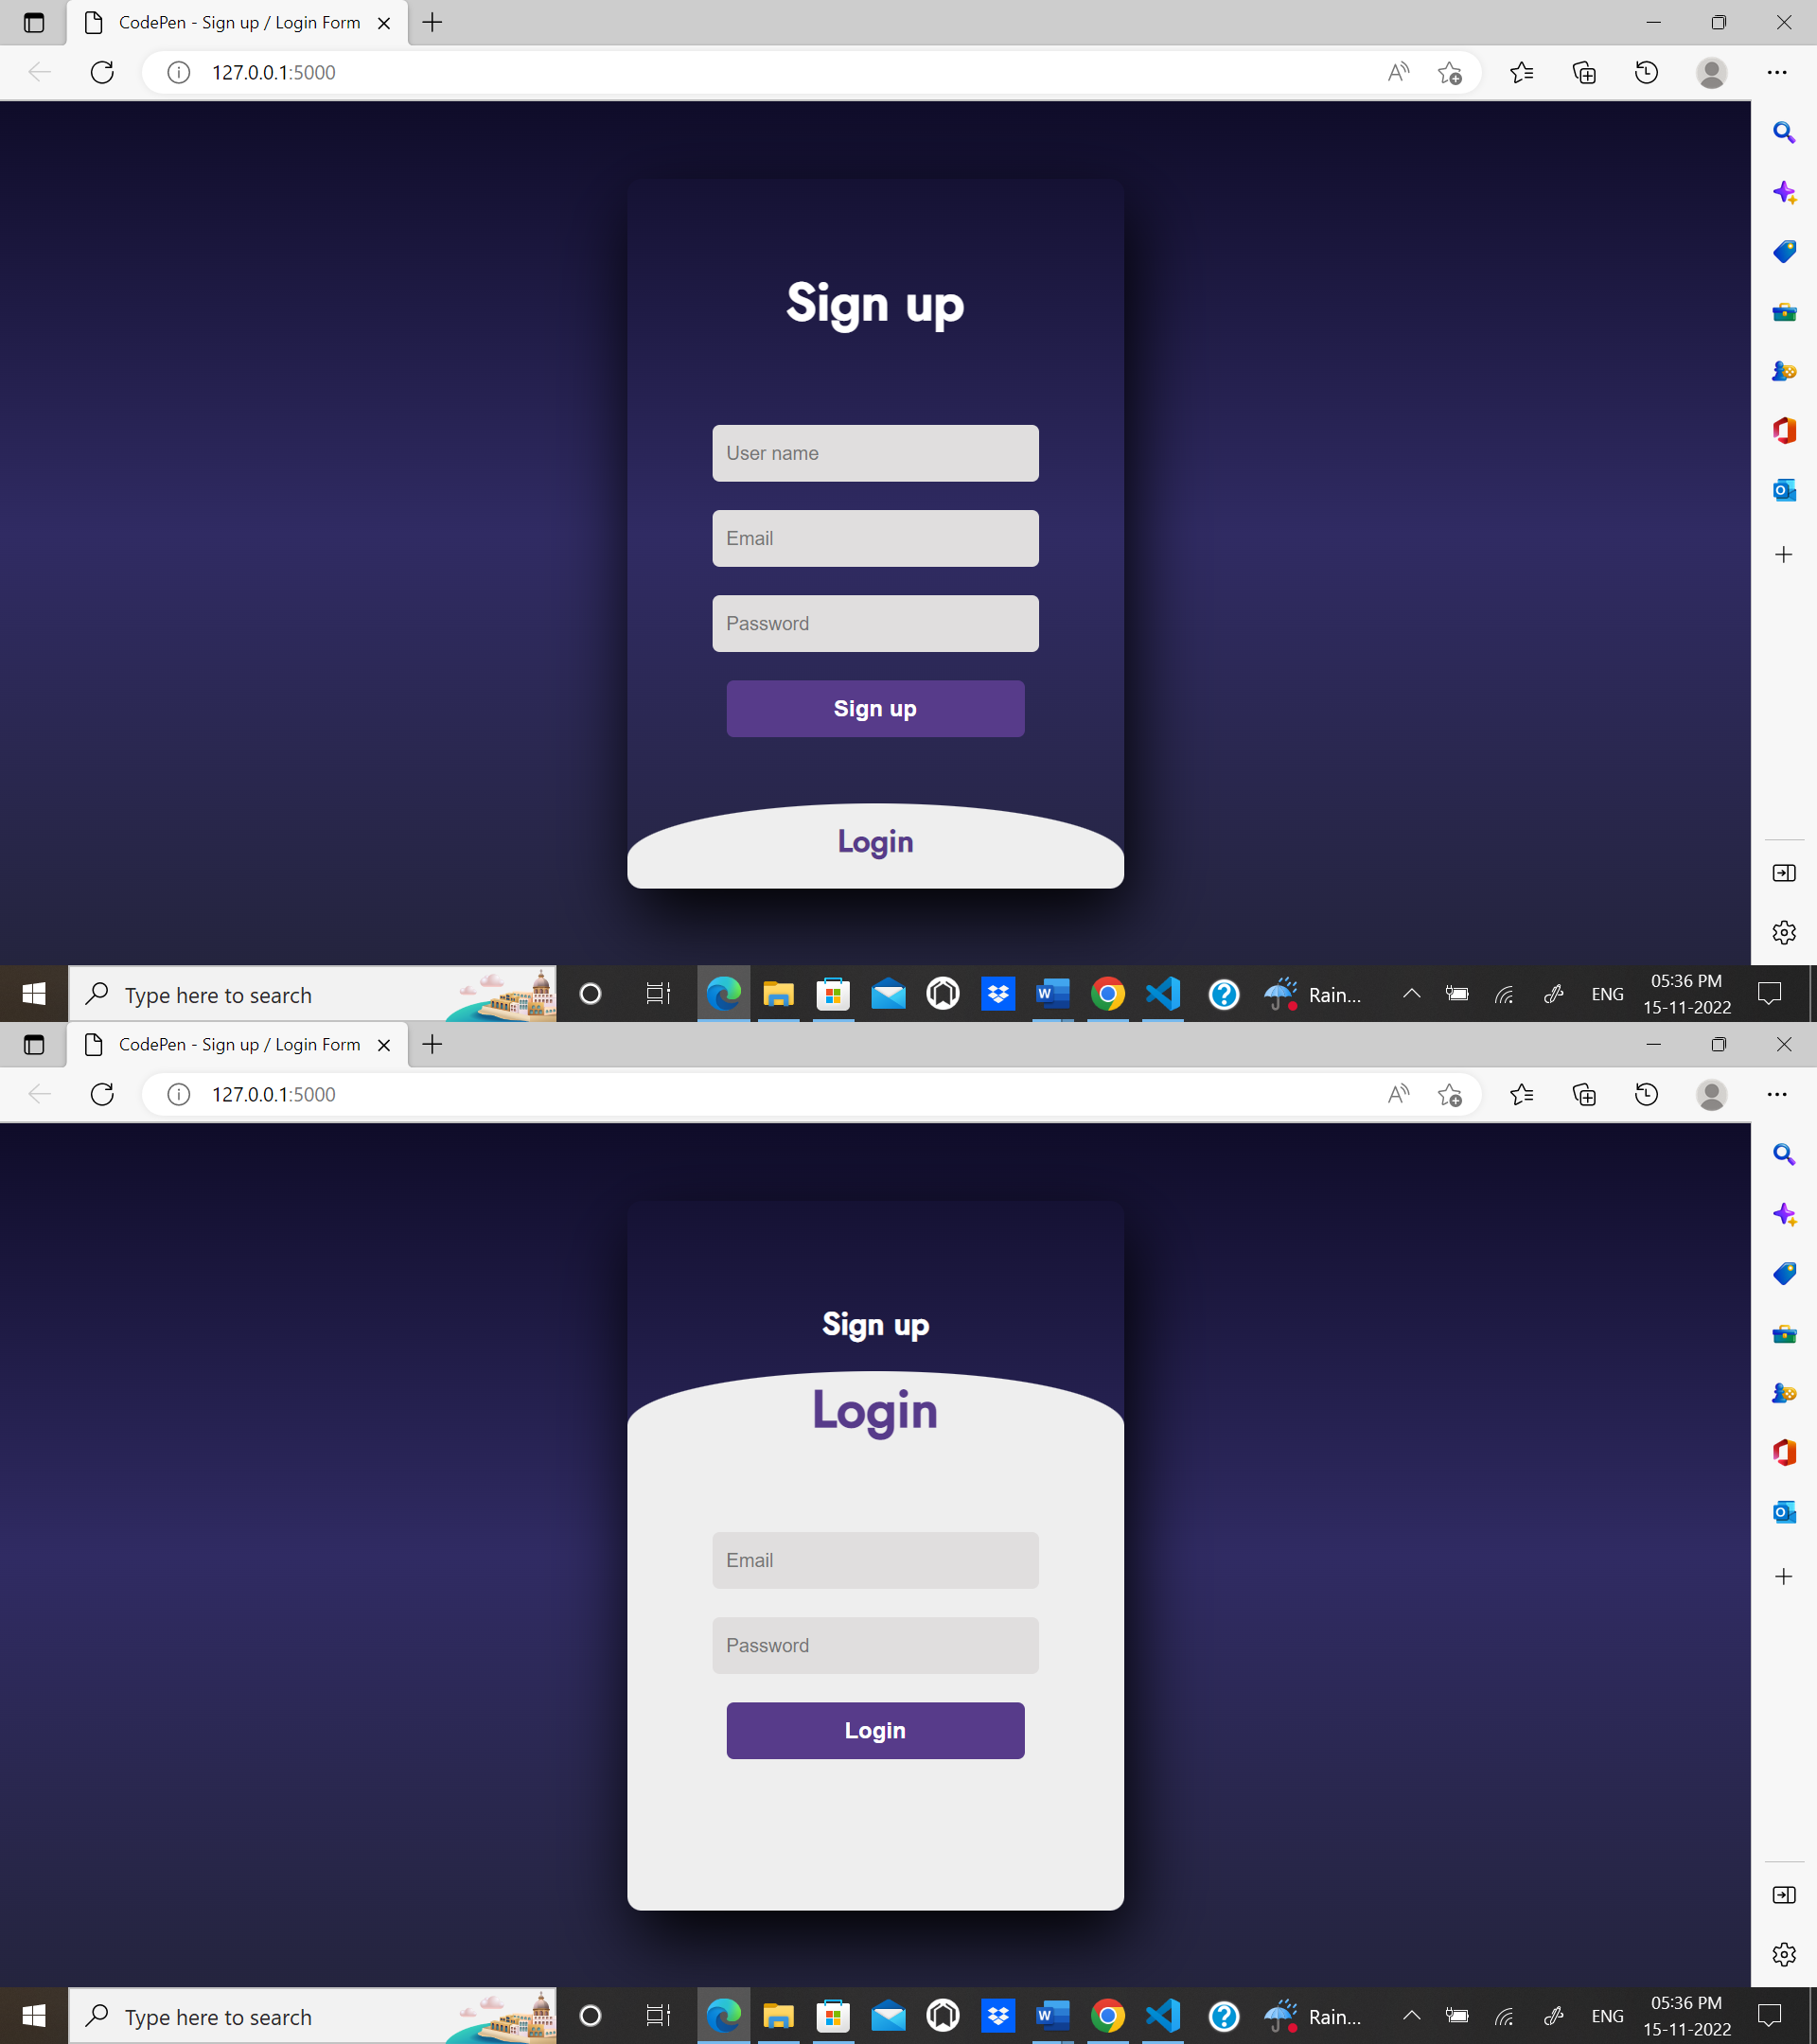 CodePen - Sign up / Login Form
127.0.0.1:5000
Sign up
User name
Email
Password
Sign up
Login
Type here to search
Rain...
ENG
05:36 PM
15-11-2022
CodePen - Sign up / Login Form
127.0.0.1:5000
Sign up
Login
Email
Password
Login
Type here to search
Rain...
ENG
05:36 PM
15-11-2022